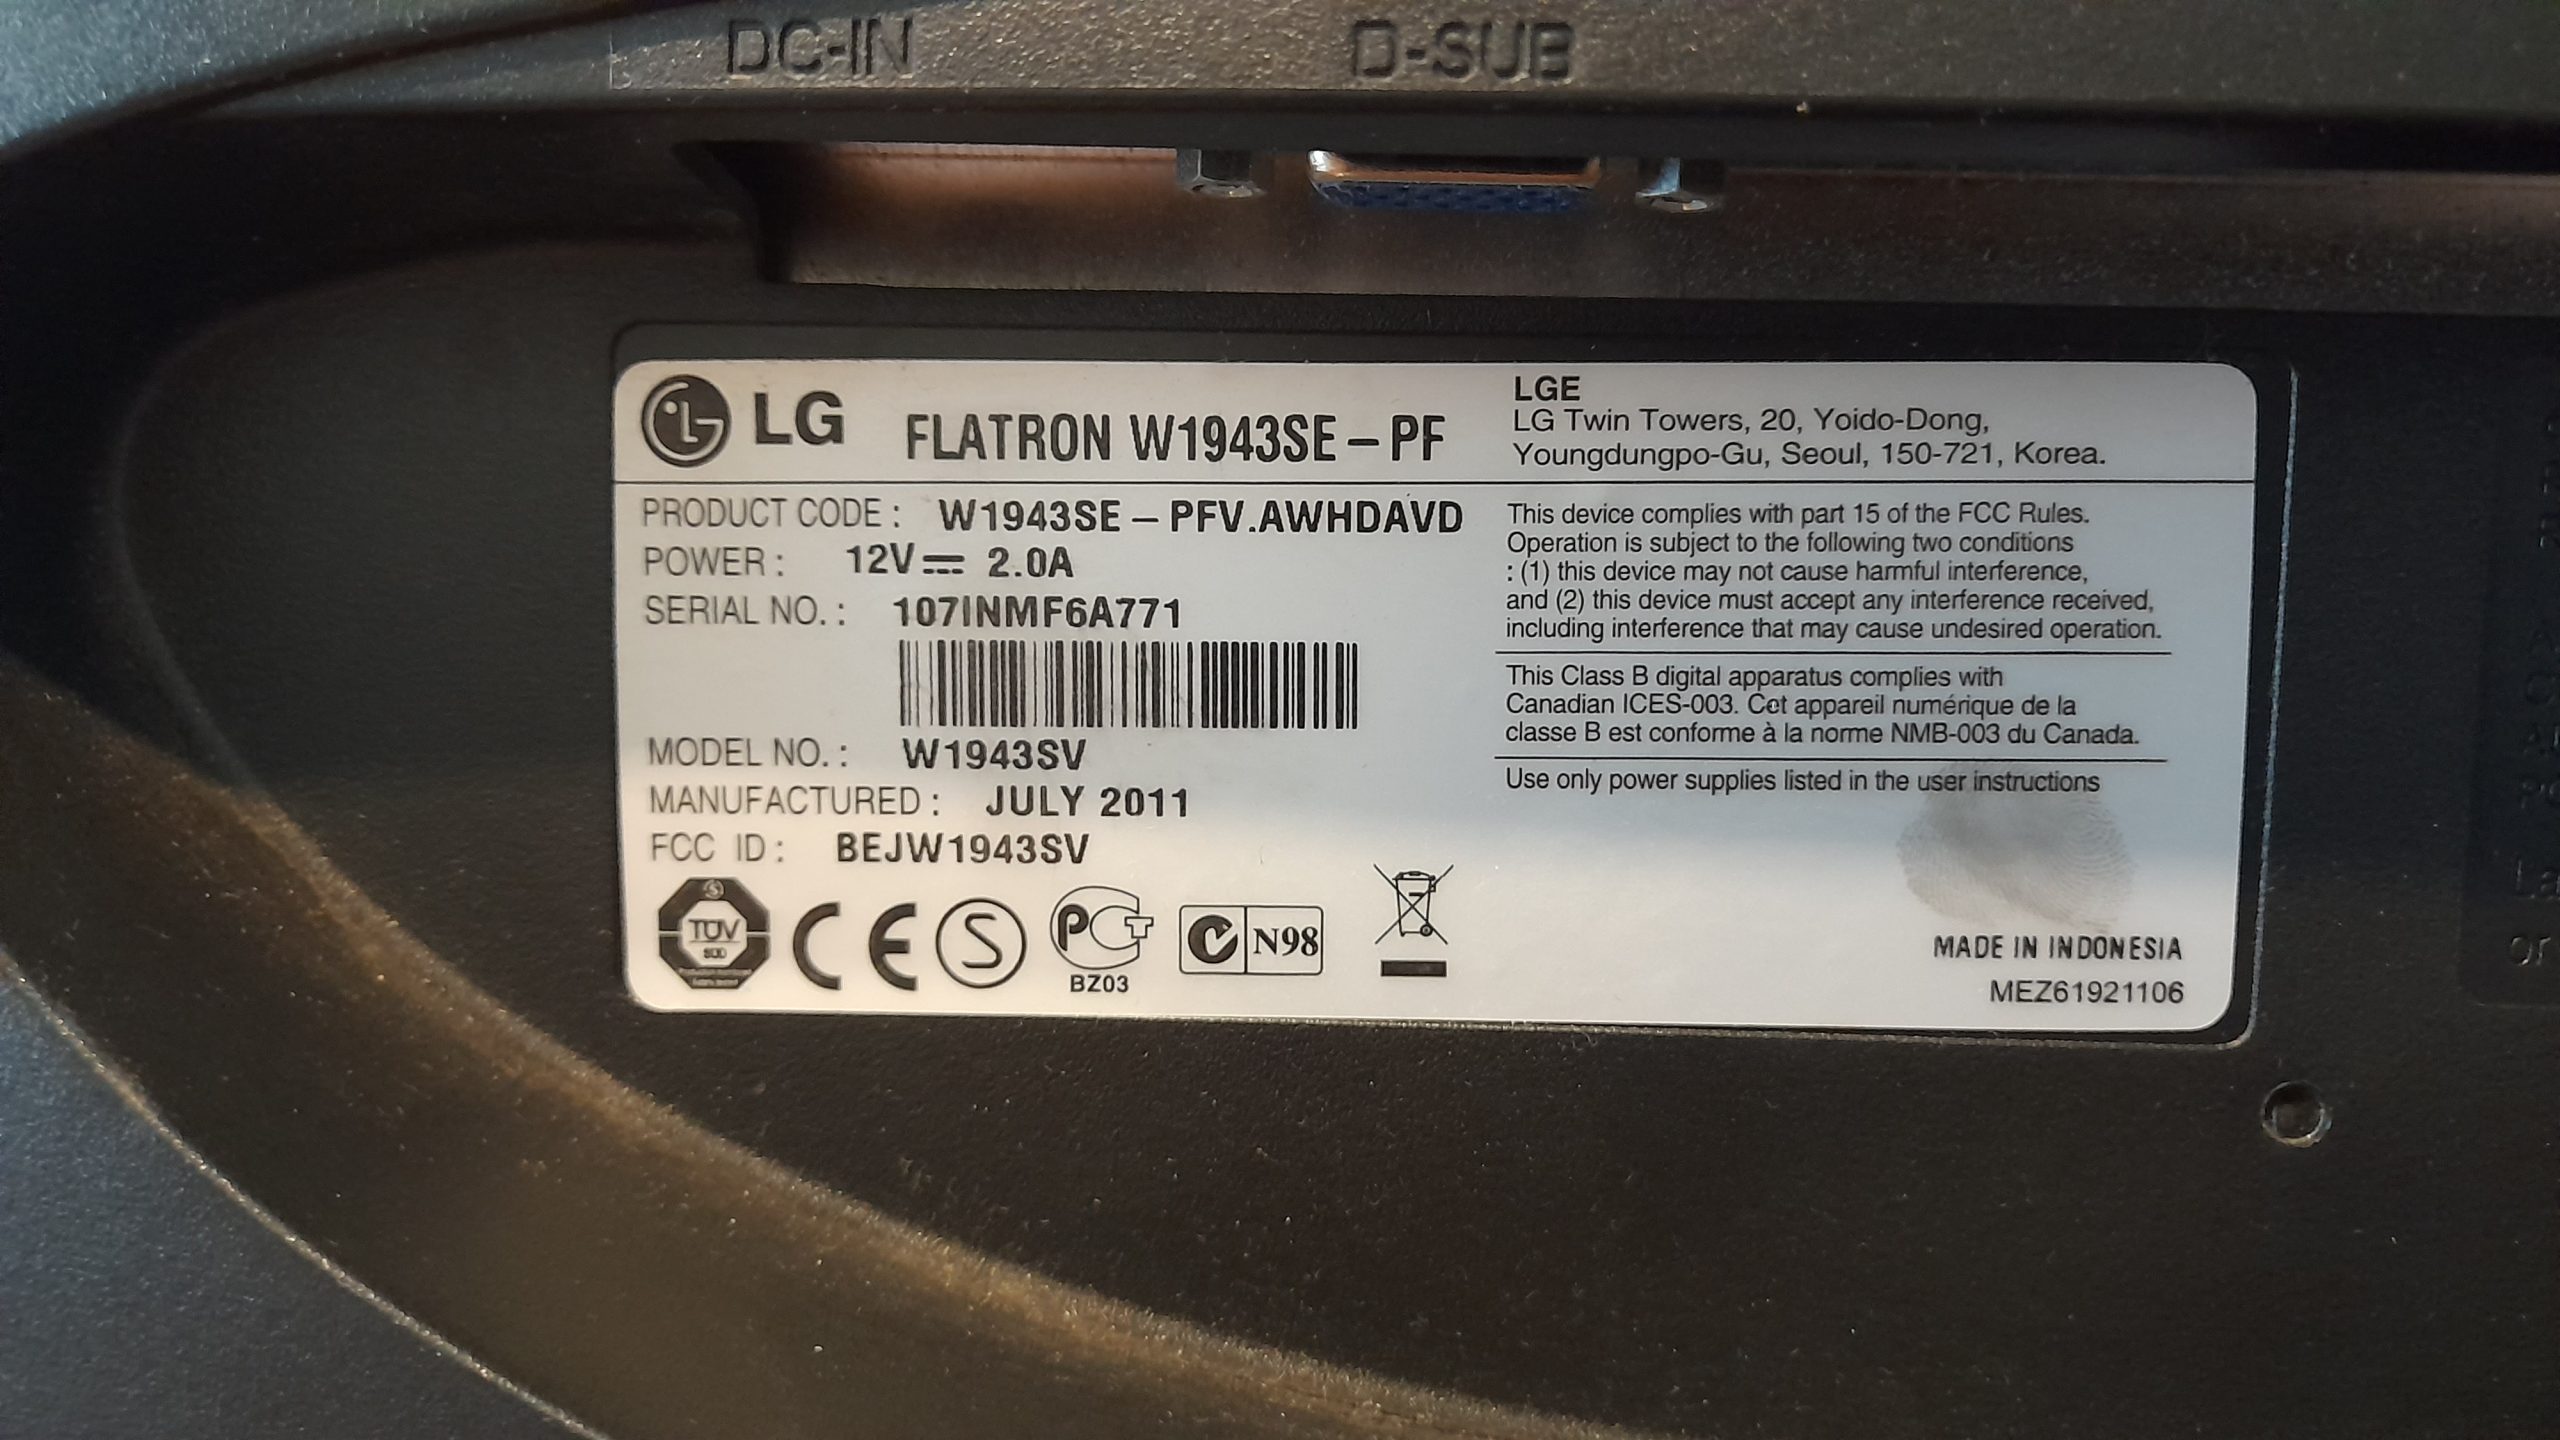 DC-IN D-SUB
LG FLATRON W1943SE – PF
LGE
LG Twin Towers, 20, Yoido-Dong,
Youngdungpo-Gu, Seoul, 150-721, Korea.
PRODUCT CODE : W1943SE – PFV.AWHDAVD
POWER : 12V⎓ 2.0A
SERIAL NO. : 107INMF6A771
MODEL NO. : W1943SV
MANUFACTURED : JULY 2011
FCC ID : BEJW1943SV
TÜV
SÜD
CE S PCT N98
BZ03
This device complies with part 15 of the FCC Rules.
Operation is subject to the following two conditions
: (1) this device may not cause harmful interference,
and (2) this device must accept any interference received,
including interference that may cause undesired operation.
This Class B digital apparatus complies with
Canadian ICES-003. Cet appareil numérique de la
classe B est conforme à la norme NMB-003 du Canada.
Use only power supplies listed in the user instructions
MADE IN INDONESIA
MEZ61921106
or